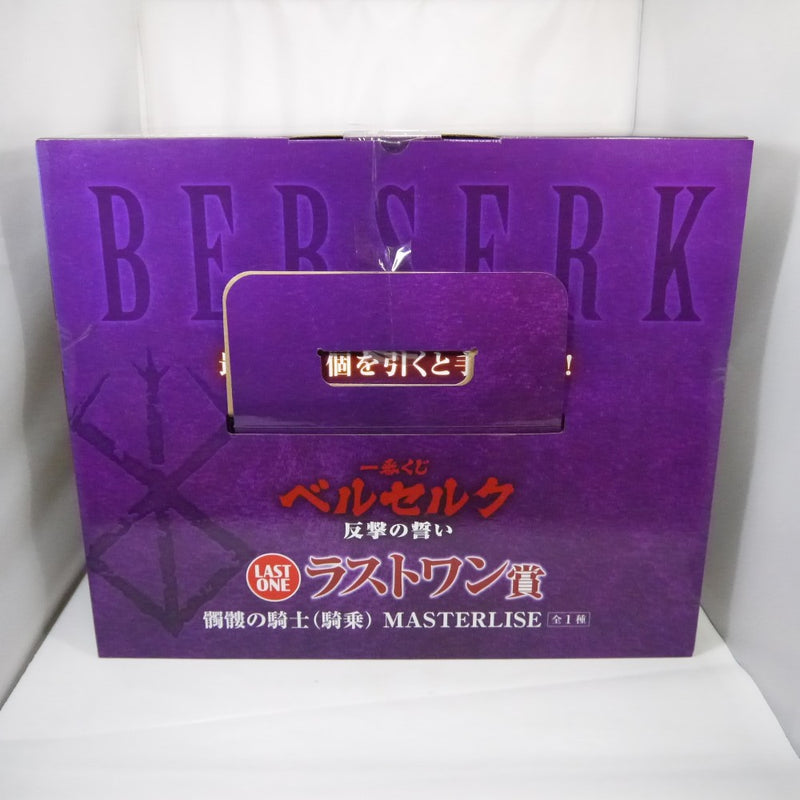 BERSERK
個を引くと手
！
一番くじ
ベルセルク
反撃の誓い
LAST ONE ラストワン賞
髑髏の騎士（騎乗） MASTERLISE 全1種